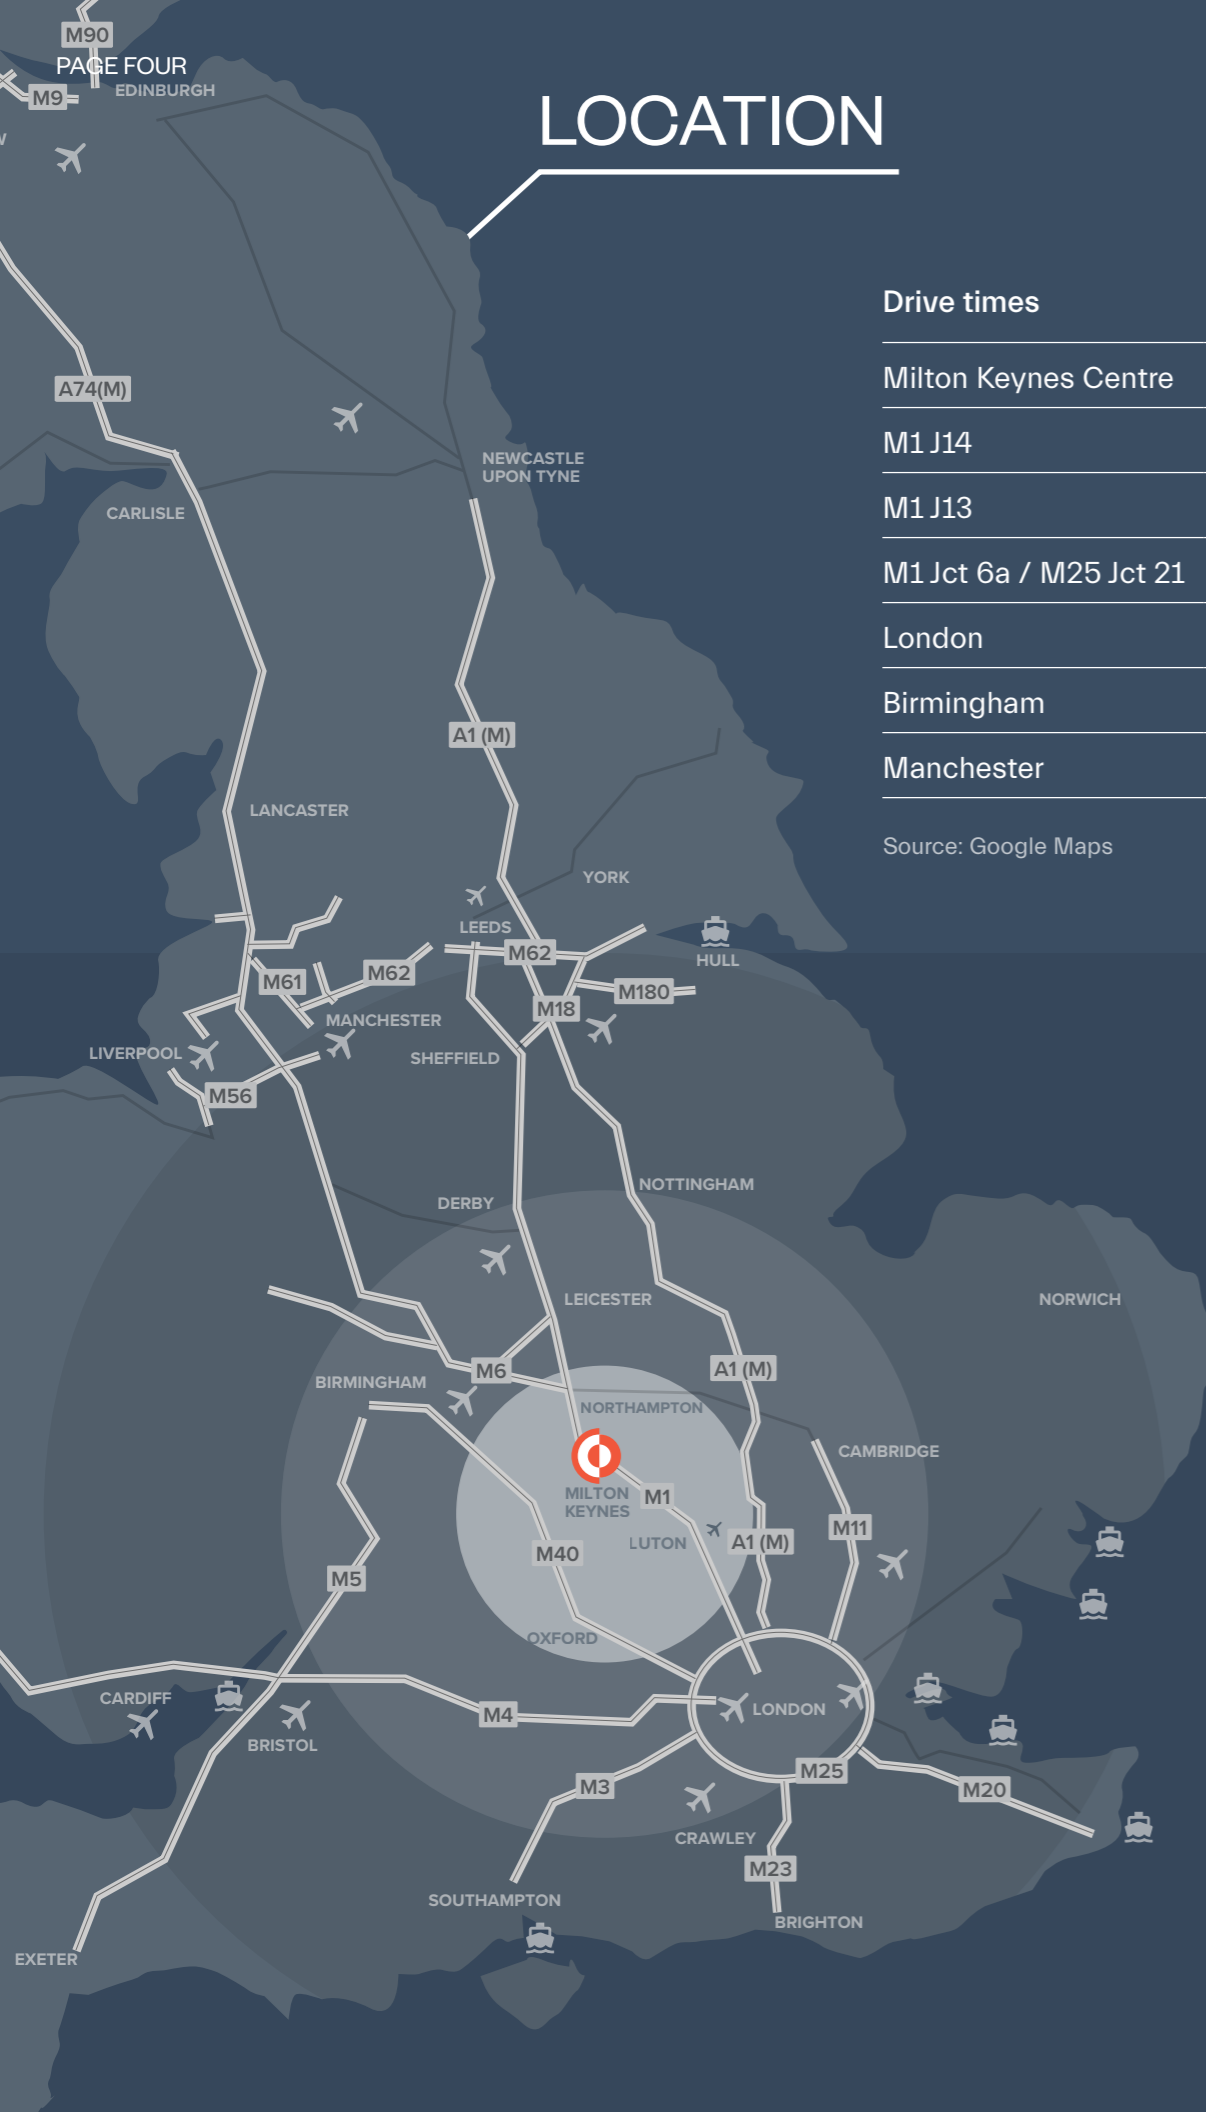 M90
PAGE FOUR
M9
EDINBURGH
LOCATION
Drive times
Milton Keynes Centre
M1 J14
M1 J13
M1 Jct 6a / M25 Jct 21
London
Birmingham
Manchester
Source: Google Maps
A74(M)
NEWCASTLE
UPON TYNE
CARLISLE
A1 (M)
LANCASTER
YORK
LEEDS
M62
HULL
M61
M62
M180
M18
MANCHESTER
LIVERPOOL
SHEFFIELD
M56
NOTTINGHAM
DERBY
LEICESTER
NORWICH
M6
A1 (M)
BIRMINGHAM
NORTHAMPTON
CAMBRIDGE
MILTON
KEYNES
M1
M11
LUTON
A1 (M)
M40
M5
OXFORD
CARDIFF
LONDON
M4
BRISTOL
M25
M3
M20
CRAWLEY
M23
SOUTHAMPTON
BRIGHTON
EXETER